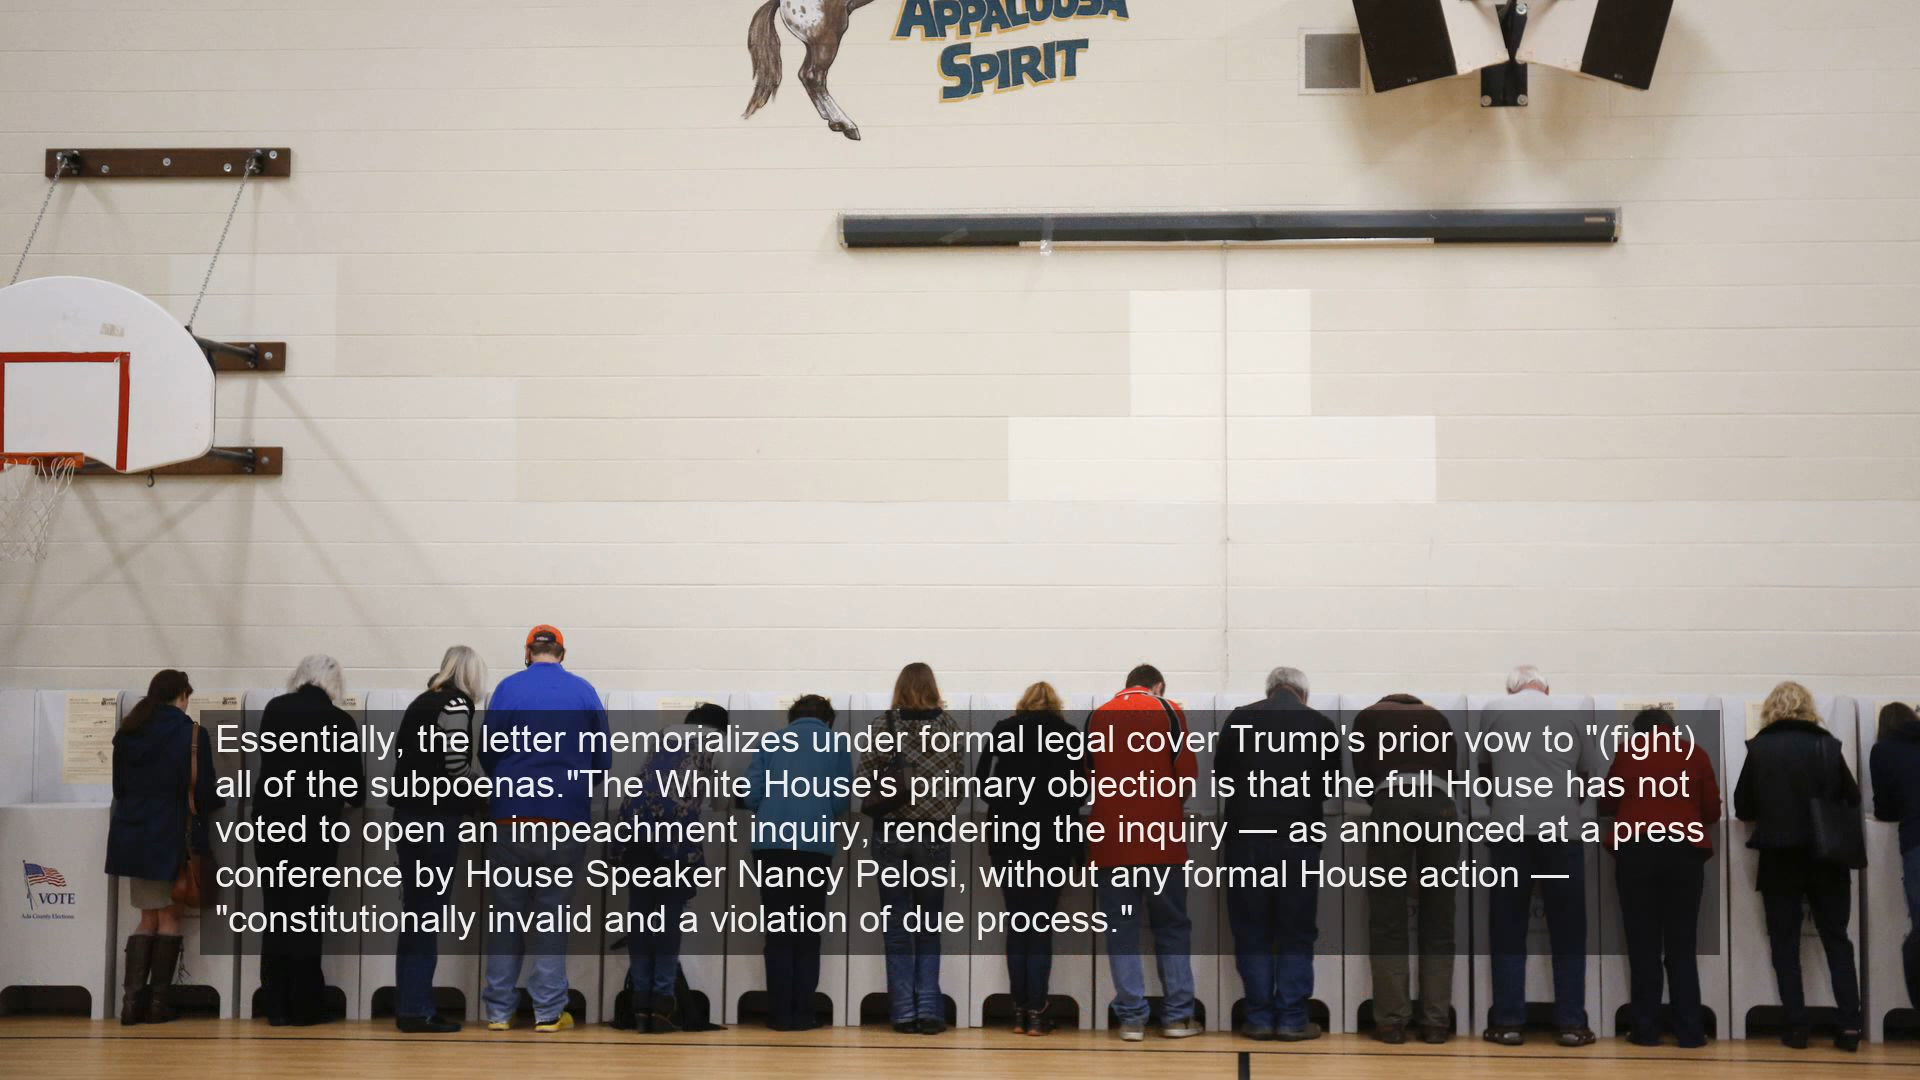 APPALOOSA
SPIRIT
VOTE
Ada County Elections
Essentially, the letter memorializes under formal legal cover Trump's prior vow to "(fight)
all of the subpoenas."The White House's primary objection is that the full House has not
voted to open an impeachment inquiry, rendering the inquiry — as announced at a press
conference by House Speaker Nancy Pelosi, without any formal House action —
"constitutionally invalid and a violation of due process."